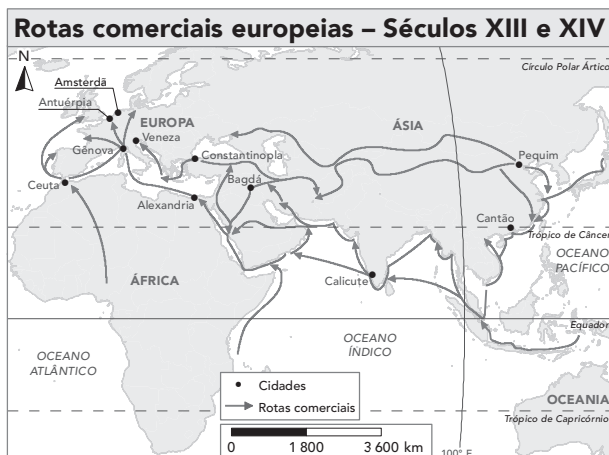 Rotas comerciais europeias – Séculos XIII e XIV
N
Círculo Polar Ártico
Amsterdã
Antuérpia
EUROPA
Veneza
ÁSIA
Gênova
Constantinopla
Pequim
Ceuta
Bagdá
Alexandria
Cantão
Trópico de Câncer
OCEANO
PACÍFICO
ÁFRICA
Calicute
OCEANO
ATLÂNTICO
OCEANO
ÍNDICO
Equador
Cidades
Rotas comerciais
OCEANIA
Trópico de Capricórnio
0 1 800 3 600 km
100° E